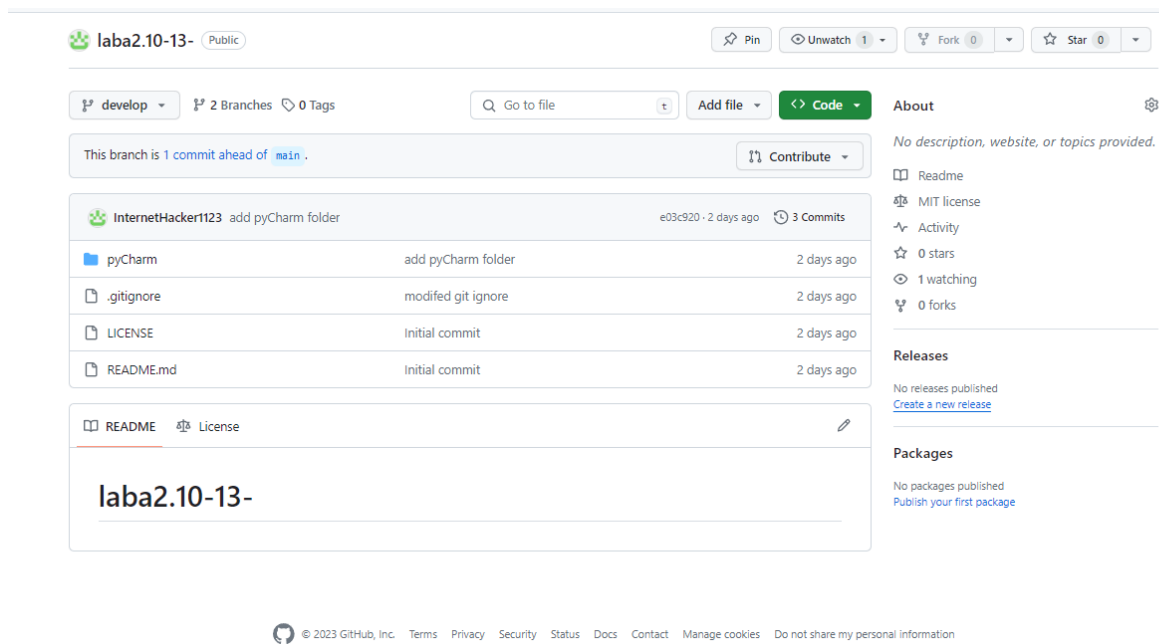 laba2.10-13- Public Pin Unwatch 1 Fork 0 Star 0
develop 2 Branches 0 Tags Go to file t Add file Code
This branch is 1 commit ahead of main .
Contribute
InternetHacker1123 add pyCharm folder e03c920 · 2 days ago 3 Commits
pyCharm add pyCharm folder 2 days ago
.gitignore modifed git ignore 2 days ago
LICENSE Initial commit 2 days ago
README.md Initial commit 2 days ago
README License
laba2.10-13-
About
No description, website, or topics provided.
Readme
MIT license
Activity
0 stars
1 watching
0 forks
Releases
No releases published
Create a new release
Packages
No packages published
Publish your first package
© 2023 GitHub, Inc. Terms Privacy Security Status Docs Contact Manage cookies Do not share my personal information